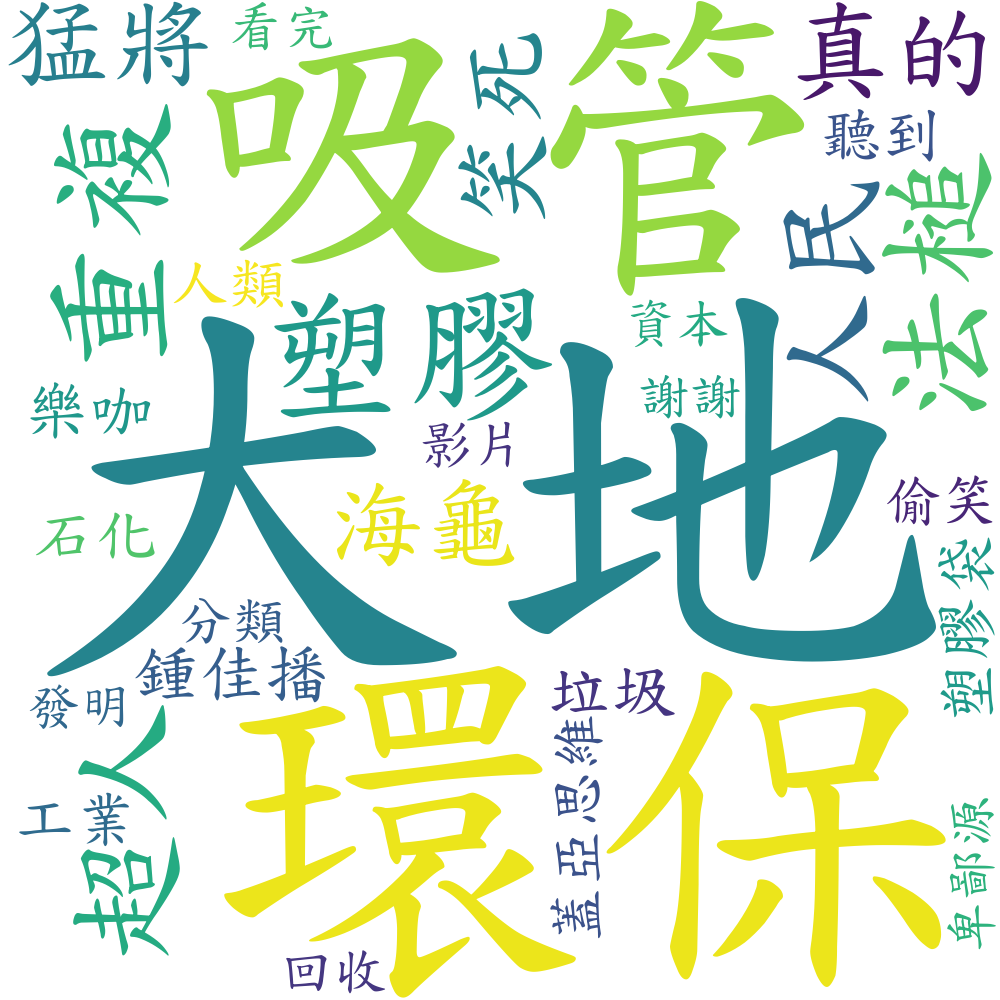 猛將
看完
吸管
笑死
真的
聽到
重複
人民
法槌
人類
塑膠
資本
大地
樂咖
謝謝
影片
海龜
偷笑
石化
塑膠袋
分類
鍾佳播
發明
環保
垃圾
超人
蓋亞思維
工業
卑鄙源
回收